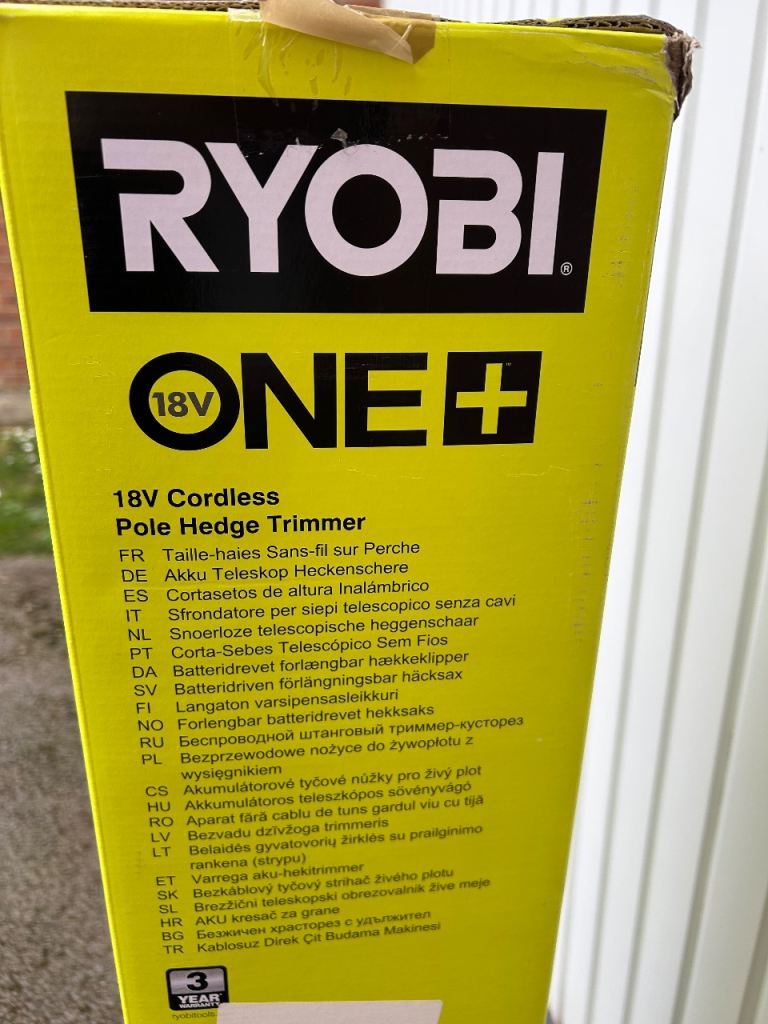 RYOBI®
18V ONE+™
18V Cordless
Pole Hedge Trimmer
FR Taille-haies Sans-fil sur Perche
DE Akku Teleskop Heckenschere
ES Cortasetos de altura Inalámbrico
IT Sfrondatore per siepi telescopico senza cavi
NL Snoerloze telescopische heggenschaar
PT Corta-Sebes Telescópico Sem Fios
DA Batteridrevet forlængbar hækkeklipper
SV Batteridriven förlängningsbar häcksax
FI Langaton varsipensasleikkuri
NO Forlengbar batteridrevet hekksaks
RU Беспроводной штанговый триммер-кусторез
PL Bezprzewodowe nożyce do żywopłotu z
wysięgnikiem
CS Akumulátorové tyčové nůžky pro živý plot
HU Akkumulátoros teleszkópos sövényvágó
RO Aparat fără cablu de tuns gardul viu cu tijă
LV Bezvadu dzīvžoga trimmeris
LT Belaidės gyvatvorių žirklės su prailginimo
rankena (strypu)
ET Varrega aku-hekitrimmer
SK Bezkáblový tyčový strihač živého plotu
SL Brezžični teleskopski obrezovalnik žive meje
HR AKU kresač za grane
BG Безжичен храсторез с удължител
TR Kablosuz Direk Çit Budama Makinesi
3
YEAR
WARRANTY
ryobitools.